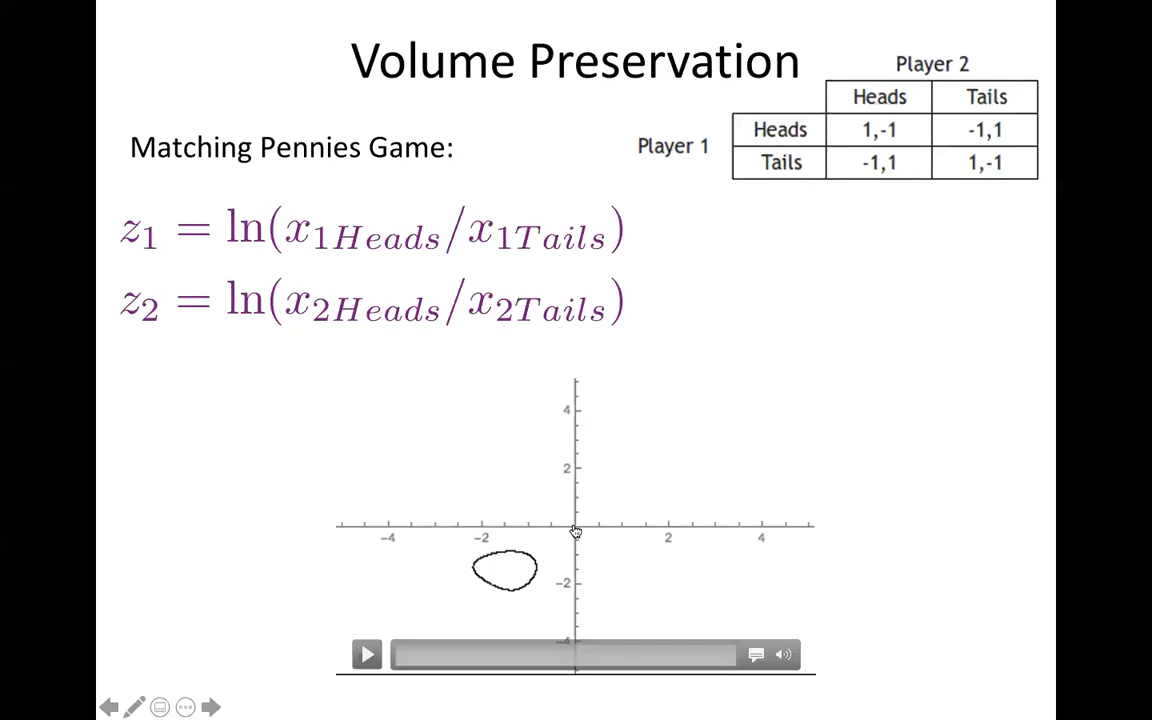 Volume Preservation
Player 2
Heads Tails
Matching Pennies Game:
Player 1
Heads 1,-1 -1,1
Tails -1,1 1,-1
z₁ = ln(x₁Heads/x₁Tails)
z₂ = ln(x₂Heads/x₂Tails)
4
2
-4 -2 2 4
-2
-4